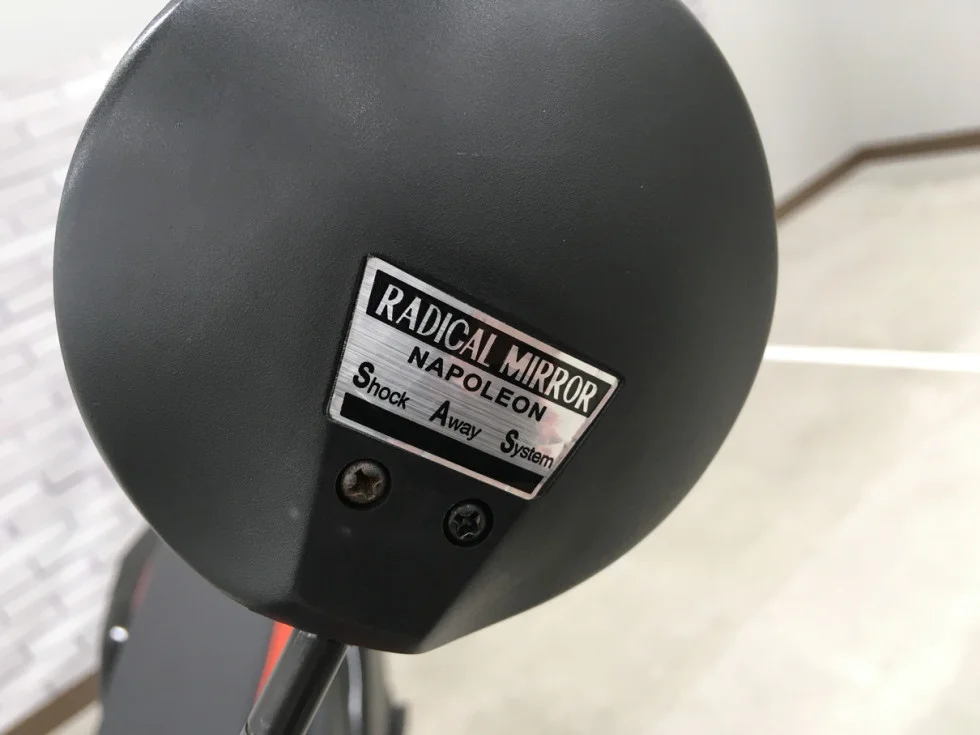 RADICAL MIRROR
NAPOLEON
Shock Away System